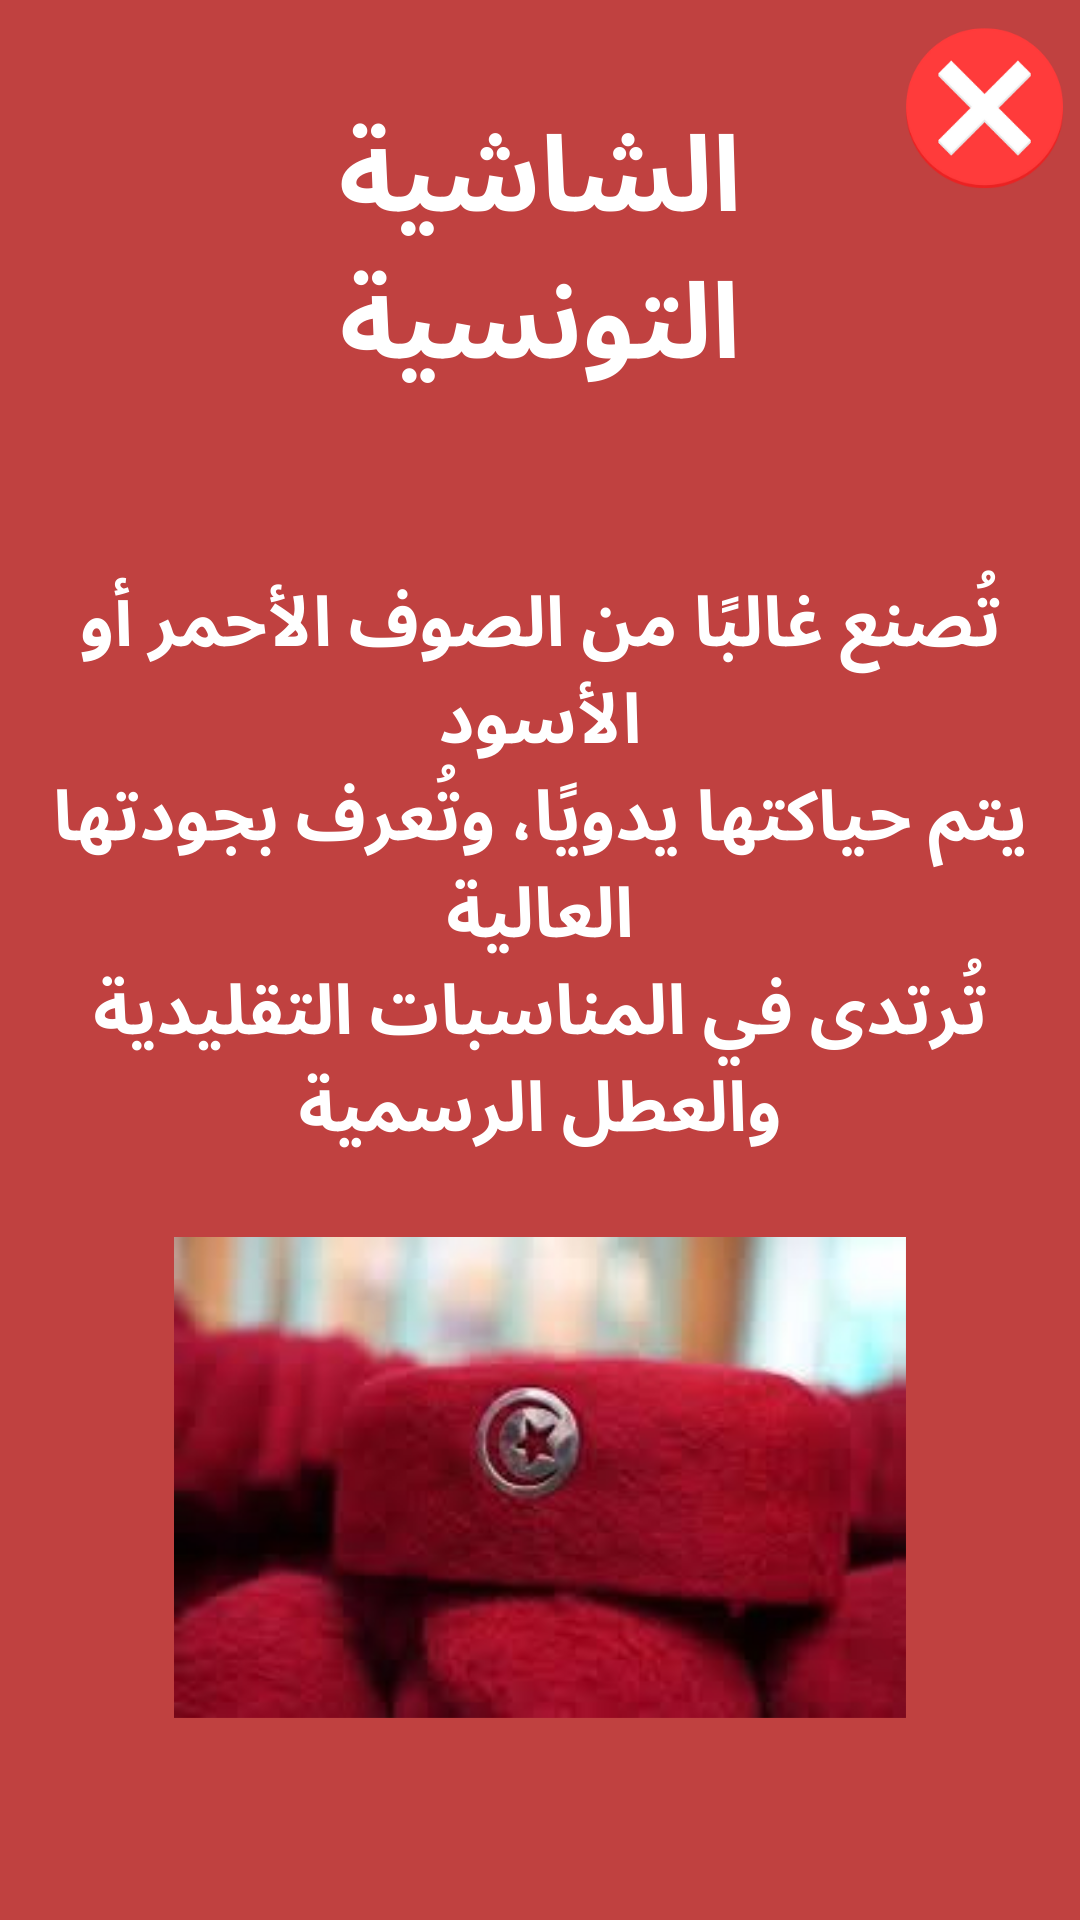 الشاشية
التونسية
تُصنع غالبًا من الصوف الأحمر أو
الأسود
يتم حياكتها يدويًا، وتُعرف بجودتها
العالية
تُرتدى في المناسبات التقليدية
والعطل الرسمية